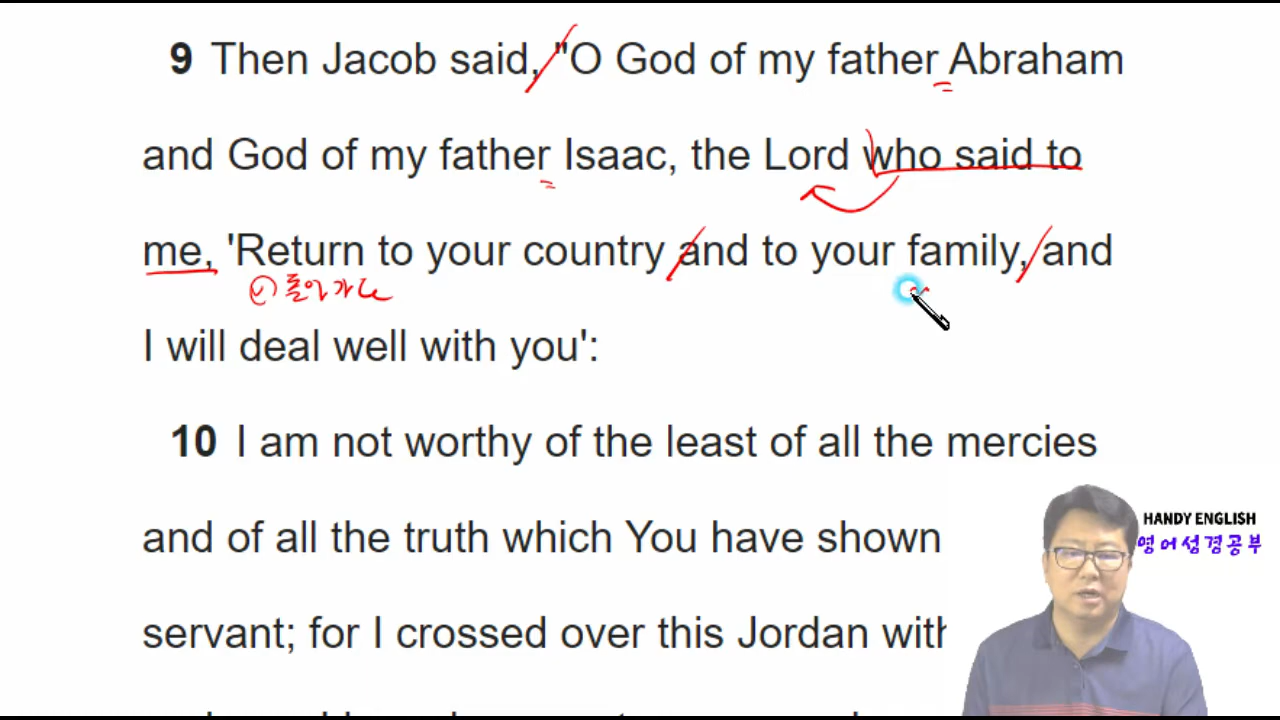 9 Then Jacob said, "O God of my father Abraham
and God of my father Isaac, the Lord who said to
me, 'Return to your country and to your family, and
돌아가다
I will deal well with you':
10 I am not worthy of the least of all the mercies
and of all the truth which You have shown
servant; for I crossed over this Jordan with
HANDY ENGLISH
영어성경공부